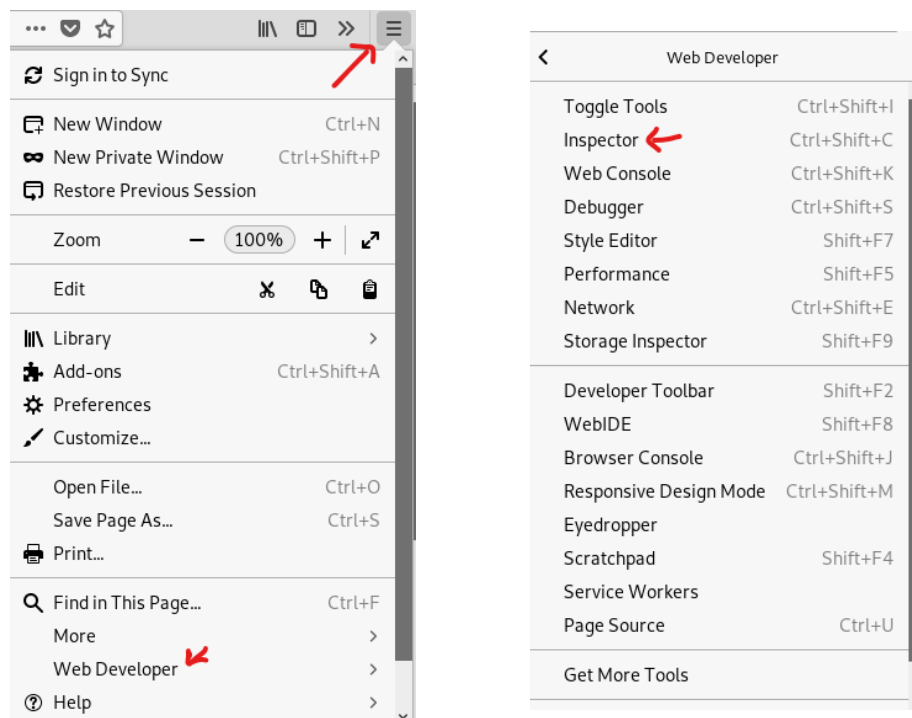 Sign in to Sync
New Window Ctrl+N
New Private Window Ctrl+Shift+P
Restore Previous Session
Zoom 100%
Edit
Library
Add-ons Ctrl+Shift+A
Preferences
Customize...
Open File... Ctrl+O
Save Page As... Ctrl+S
Print...
Find in This Page... Ctrl+F
More
Web Developer
Help
Web Developer
Toggle Tools Ctrl+Shift+I
Inspector Ctrl+Shift+C
Web Console Ctrl+Shift+K
Debugger Ctrl+Shift+S
Style Editor Shift+F7
Performance Shift+F5
Network Ctrl+Shift+E
Storage Inspector Shift+F9
Developer Toolbar Shift+F2
WebIDE Shift+F8
Browser Console Ctrl+Shift+J
Responsive Design Mode Ctrl+Shift+M
Eyedropper
Scratchpad Shift+F4
Service Workers
Page Source Ctrl+U
Get More Tools